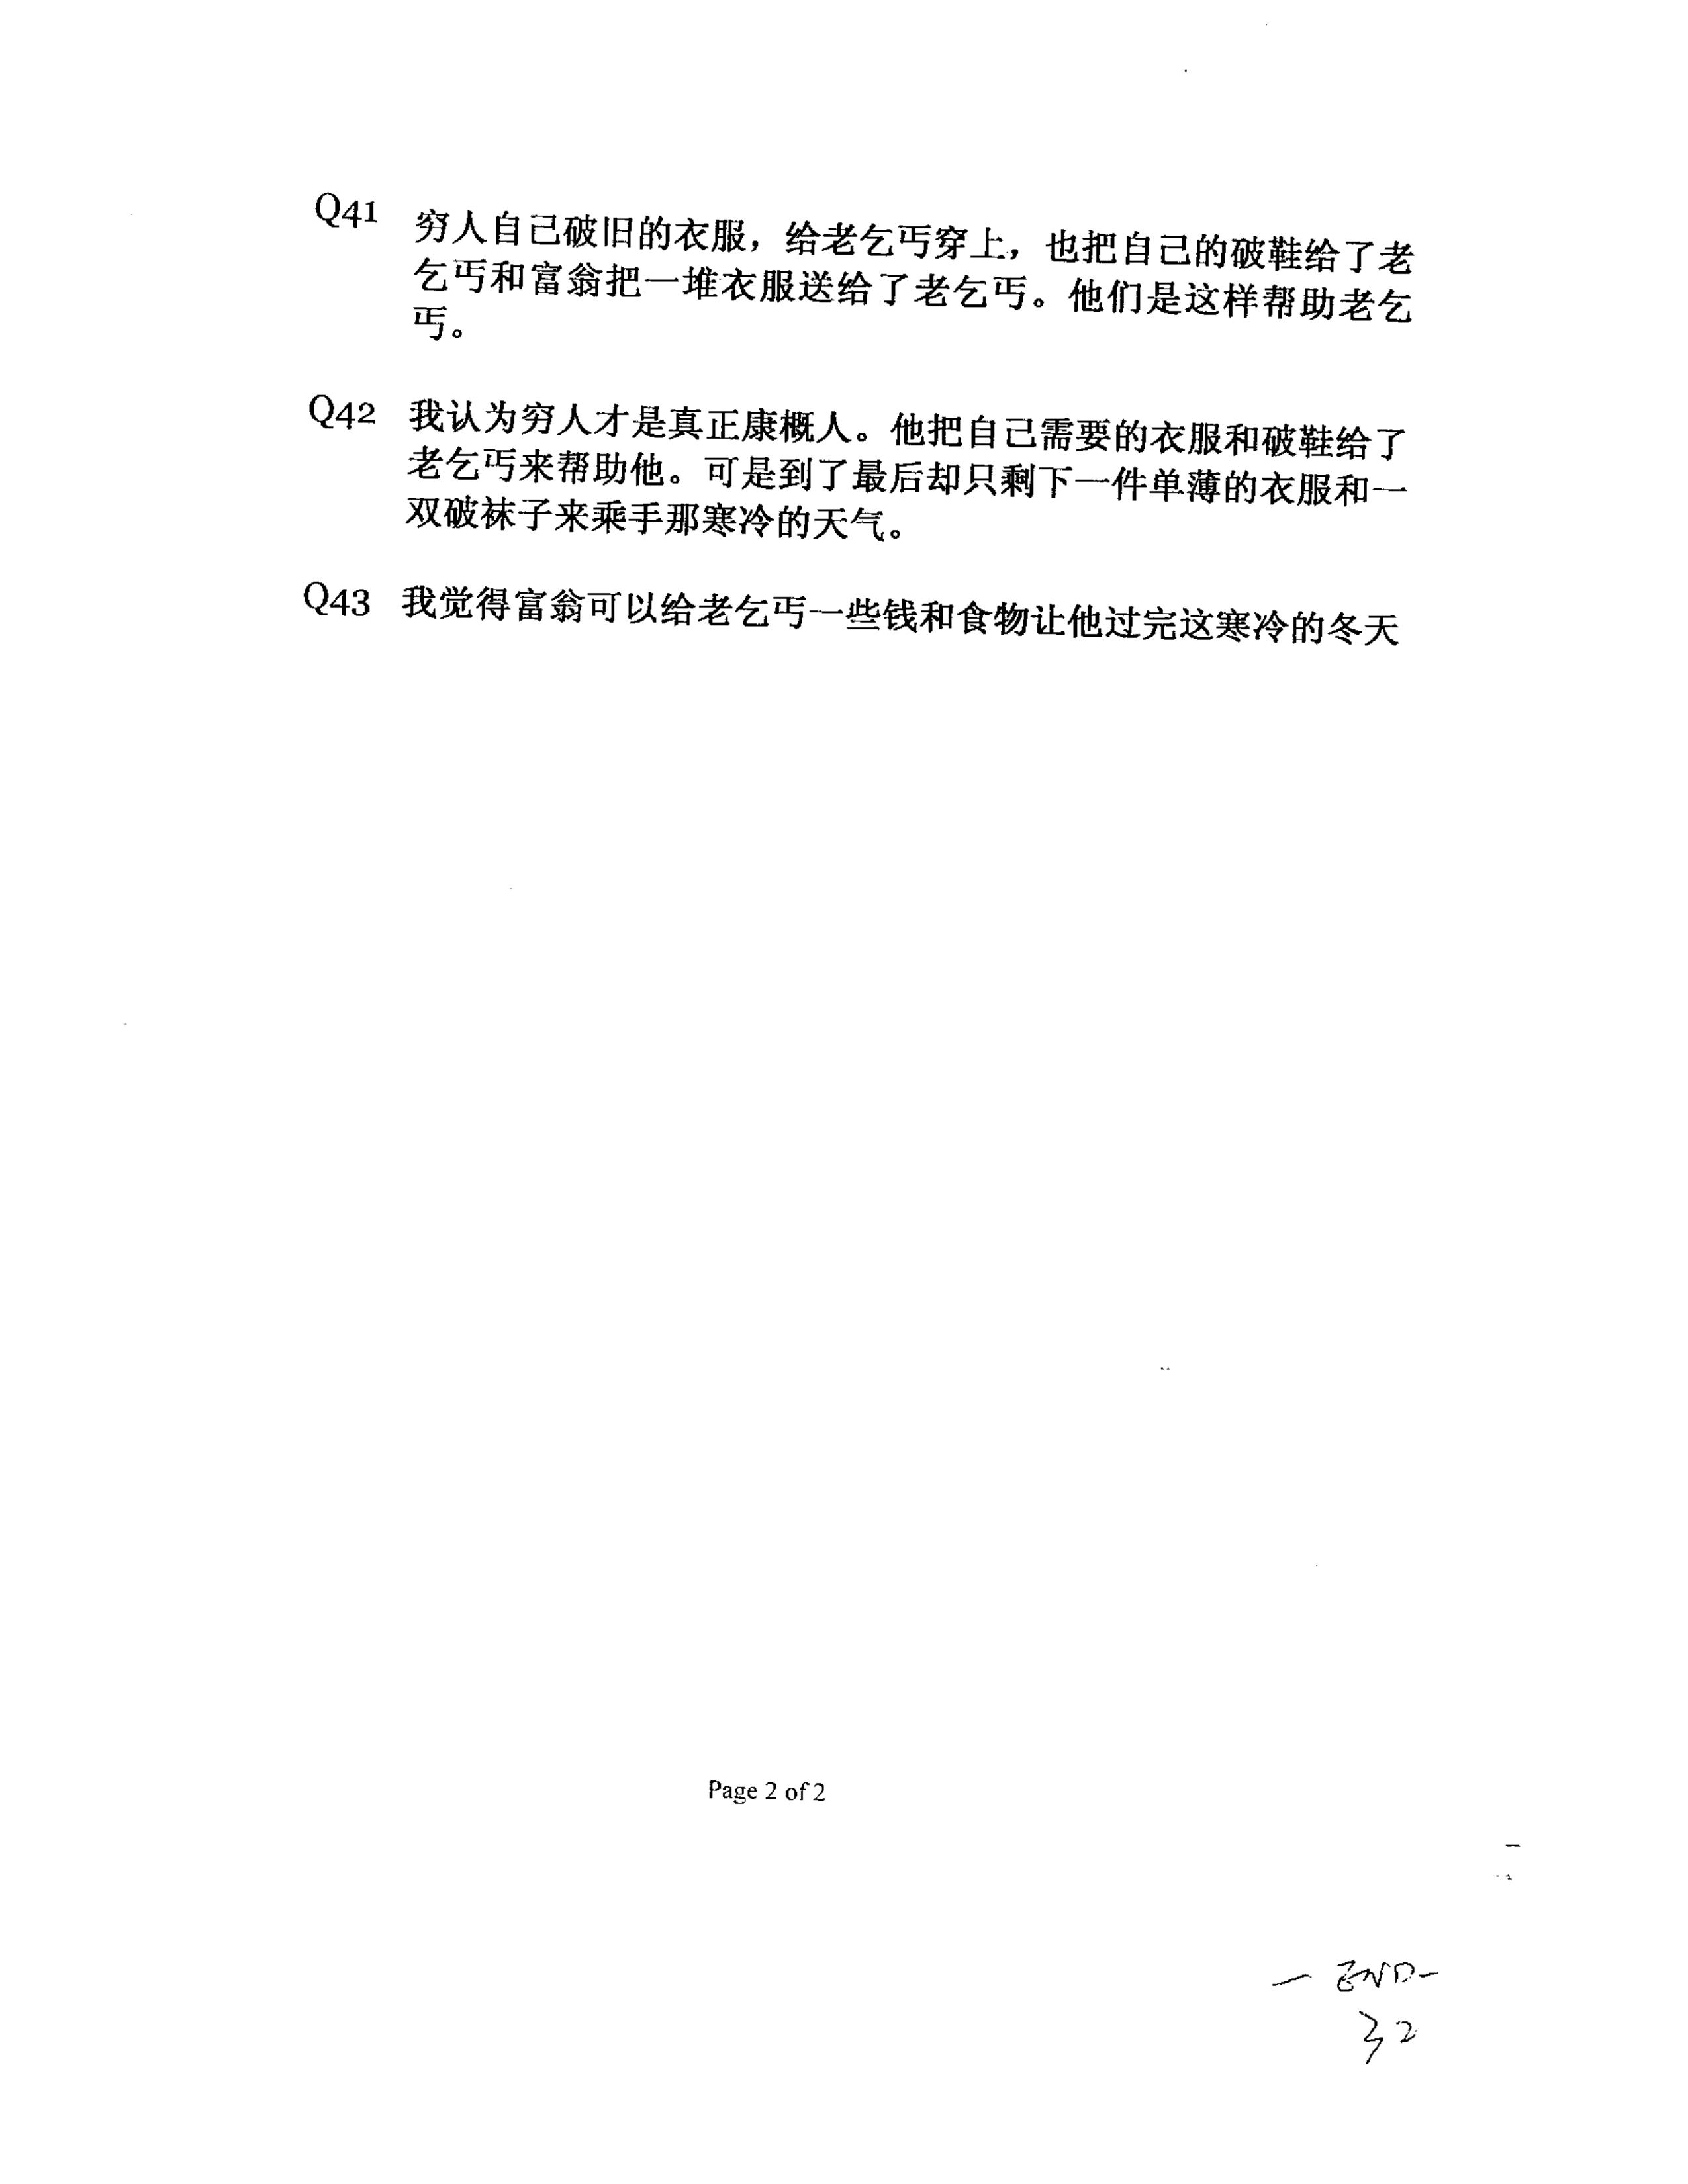 Q41 穷人自己破旧的衣服，给老乞丐穿上，也把自己的破鞋给了老
乞丐和富翁把一堆衣服送给了老乞丐。他们是这样帮助老乞
丐。
Q42 我认为穷人才是真正康概人。他把自己需要的衣服和破鞋给了
老乞丐来帮助他。可是到了最后却只剩下一件单薄的衣服和一
双破袜子来乘手那寒冷的天气。
Q43 我觉得富翁可以给老乞丐一些钱和食物让他过完这寒冷的冬天
Page 2 of 2
- END -
32